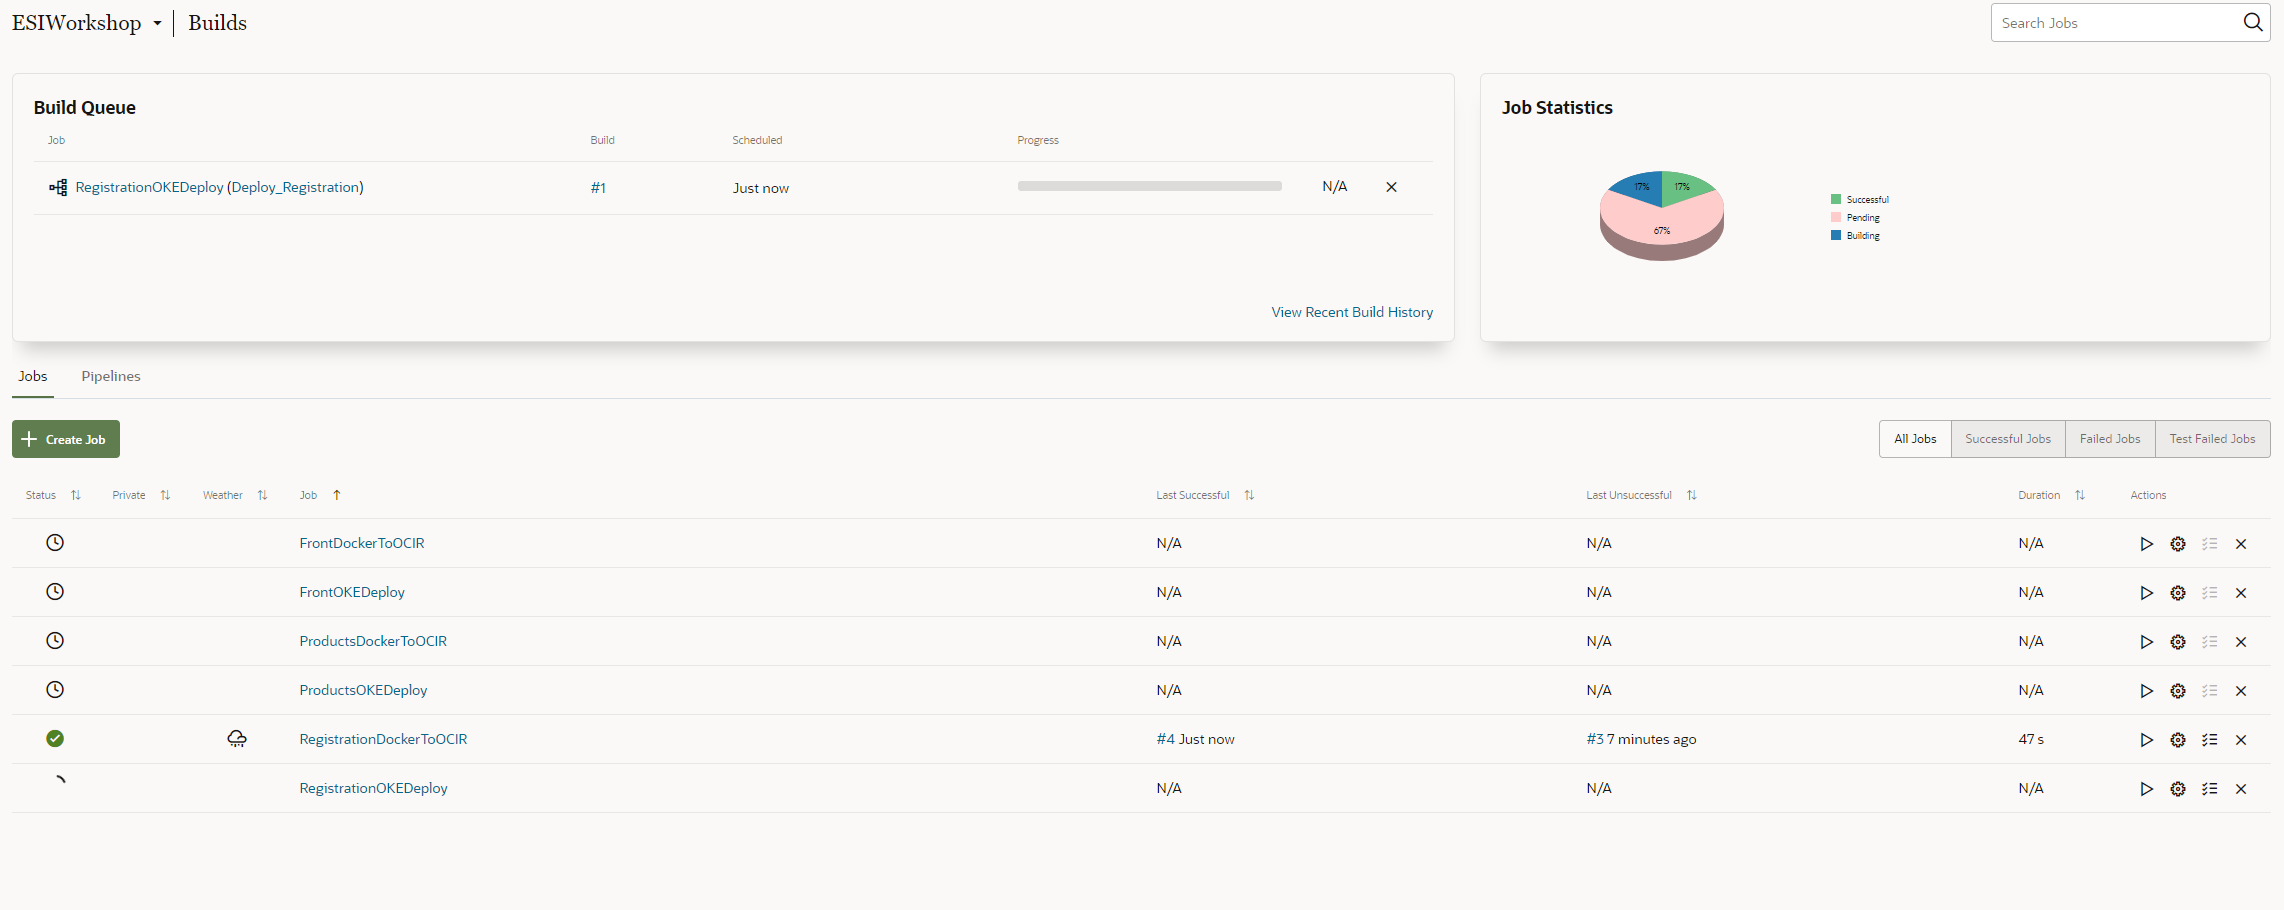 ESIWorkshop Builds
Search Jobs
Build Queue
Job Build Scheduled Progress
RegistrationOKEDeploy (Deploy_Registration) #1 Just now N/A
View Recent Build History
Job Statistics
17% 17%
67%
Successful
Pending
Building
Jobs Pipelines
Create Job
All Jobs Successful Jobs Failed Jobs Test Failed Jobs
Status Private Weather Job Last Successful Last Unsuccessful Duration Actions
FrontDockerToOCIR N/A N/A N/A
FrontOKEDeploy N/A N/A N/A
ProductsDockerToOCIR N/A N/A N/A
ProductsOKEDeploy N/A N/A N/A
RegistrationDockerToOCIR #4 Just now #3 7 minutes ago 47 s
RegistrationOKEDeploy N/A N/A N/A